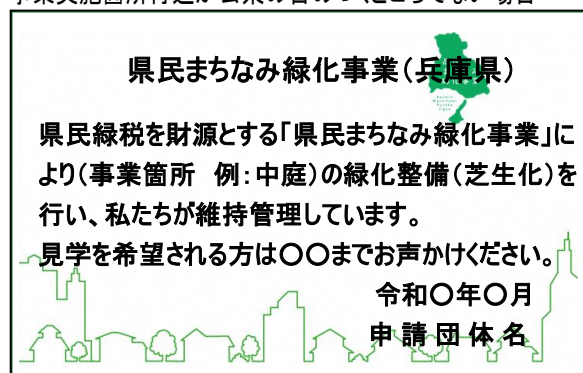 県民まちなみ緑化事業(兵庫県)
県民緑税を財源とする「県民まちなみ緑化事業」に
より(事業箇所　例:中庭)の緑化整備(芝生化)を
行い、私たちが維持管理しています。
見学を希望される方は〇〇までお声かけください。
令和〇年〇月
申請団体名